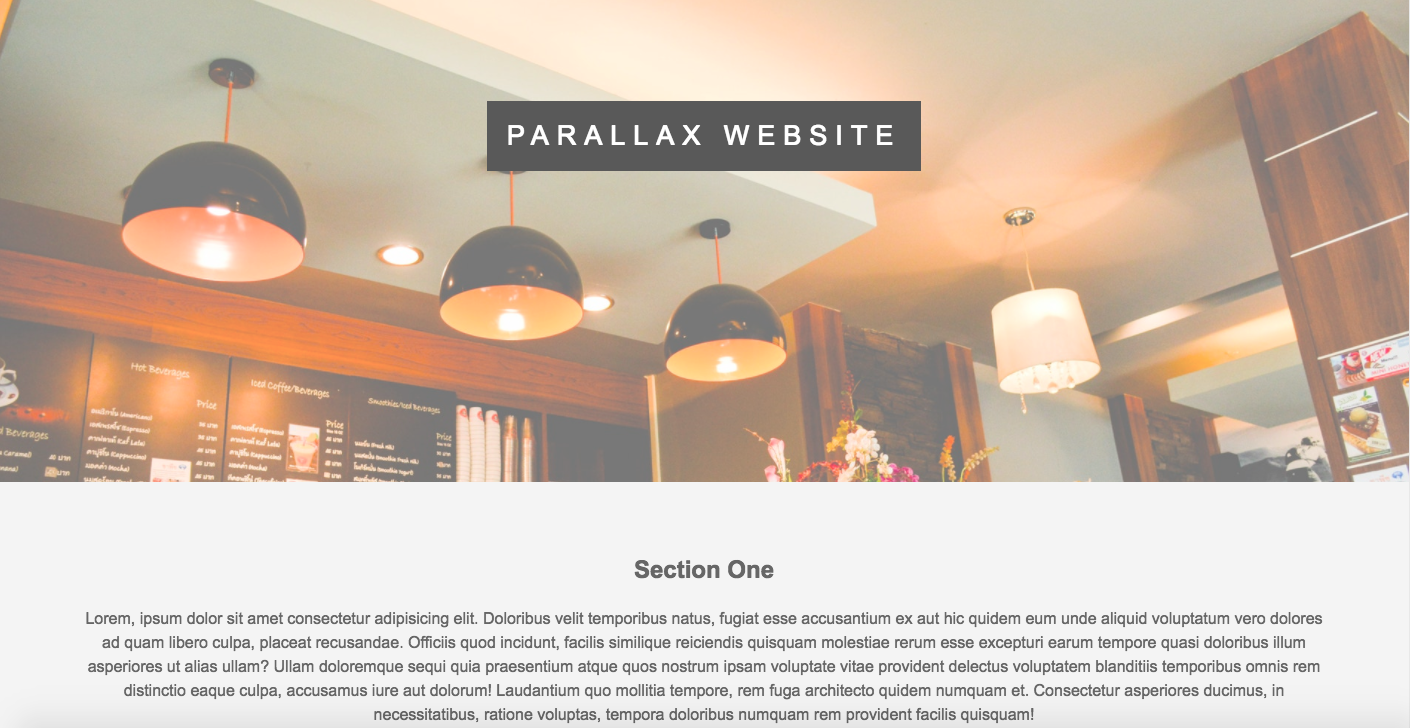 PARALLAX WEBSITE
Hot Beverages
Price
Iced Coffee/Beverages
Price
Smoothies/Iced Beverages
Price
Beverages
NEW
Section One
Lorem, ipsum dolor sit amet consectetur adipisicing elit. Doloribus velit temporibus natus, fugiat esse accusantium ex aut hic quidem eum unde aliquid voluptatum vero dolores
ad quam libero culpa, placeat recusandae. Officiis quod incidunt, facilis similique reiciendis quisquam molestiae rerum esse excepturi earum tempore quasi doloribus illum
asperiores ut alias ullam? Ullam doloremque sequi quia praesentium atque quos nostrum ipsam voluptate vitae provident delectus voluptatem blanditiis temporibus omnis rem
distinctio eaque culpa, accusamus iure aut dolorum! Laudantium quo mollitia tempore, rem fuga architecto quidem numquam et. Consectetur asperiores ducimus, in
necessitatibus, ratione voluptas, tempora doloribus numquam rem provident facilis quisquam!